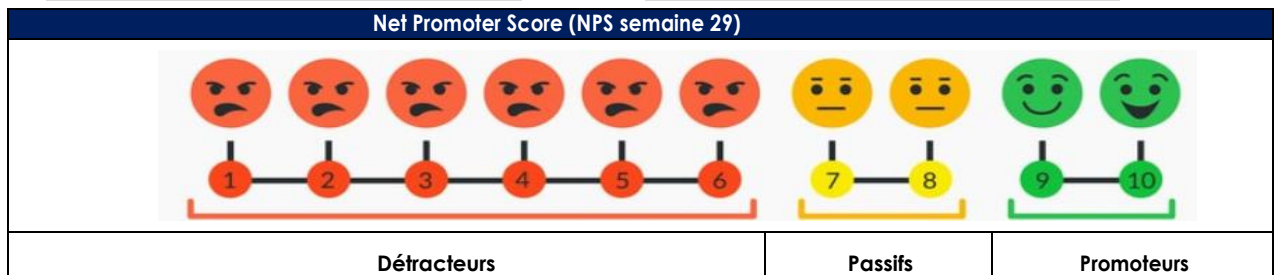 Net Promoter Score (NPS semaine 29)
1 2 3 4 5 6 7 8 9 10
Détracteurs Passifs Promoteurs